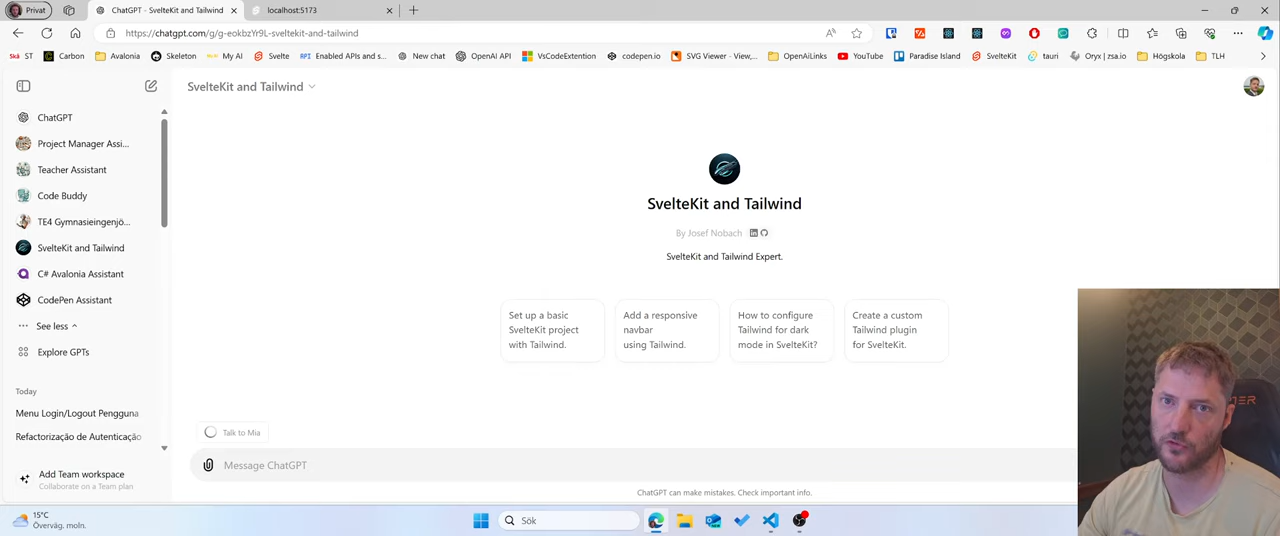 Privat
ChatGPT - SvelteKit and Tailwind
localhost:5173
https://chatgpt.com/g/g-eokbzYr9L-sveltekit-and-tailwind
ST
Carbon
Avalonia
Skeleton
My AI
Svelte
API
Enabled APIs and s...
New chat
OpenAI API
VsCodeExtention
codepen.io
SVG Viewer - View,...
OpenAiLinks
YouTube
Paradise Island
SvelteKit
tauri
Oryx | zsa.io
Högskola
TLH
SvelteKit and Tailwind
ChatGPT
Project Manager Assi...
Teacher Assistant
Code Buddy
TE4 Gymnasieingenjö...
SvelteKit and Tailwind
C# Avalonia Assistant
CodePen Assistant
See less
Explore GPTs
Today
Menu Login/Logout Pengguna
Refactorização de Autenticação
Add Team workspace
Collaborate on a Team plan
SvelteKit and Tailwind
By Josef Nobach
SvelteKit and Tailwind Expert.
Set up a basic
SvelteKit project
with Tailwind.
Add a responsive
navbar
using Tailwind.
How to configure
Tailwind for dark
mode in SvelteKit?
Create a custom
Tailwind plugin
for SvelteKit.
Talk to Mia
Message ChatGPT
ChatGPT can make mistakes. Check important info.
15°C
Överväg. moln.
Sök